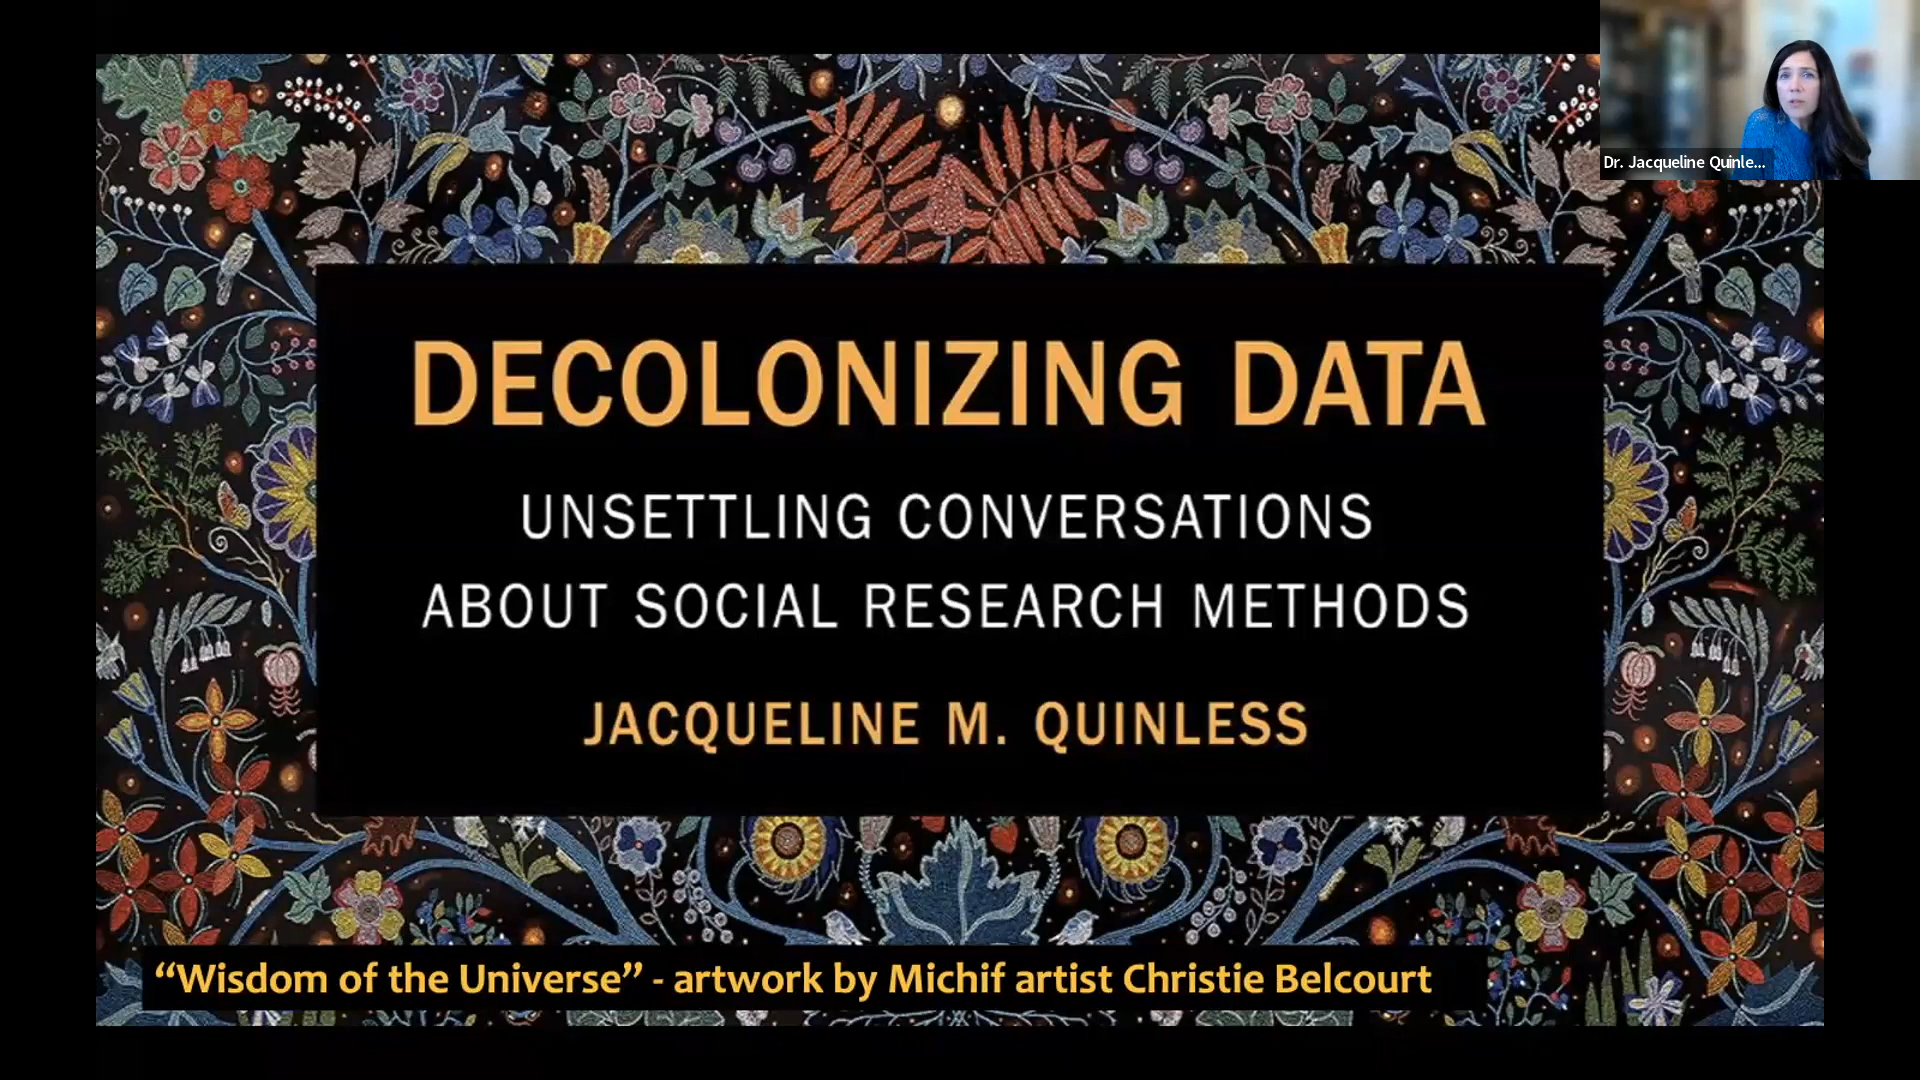 Dr. Jacqueline Quinle...
DECOLONIZING DATA
UNSETTLING CONVERSATIONS
ABOUT SOCIAL RESEARCH METHODS
JACQUELINE M. QUINLESS
“Wisdom of the Universe” - artwork by Michif artist Christie Belcourt